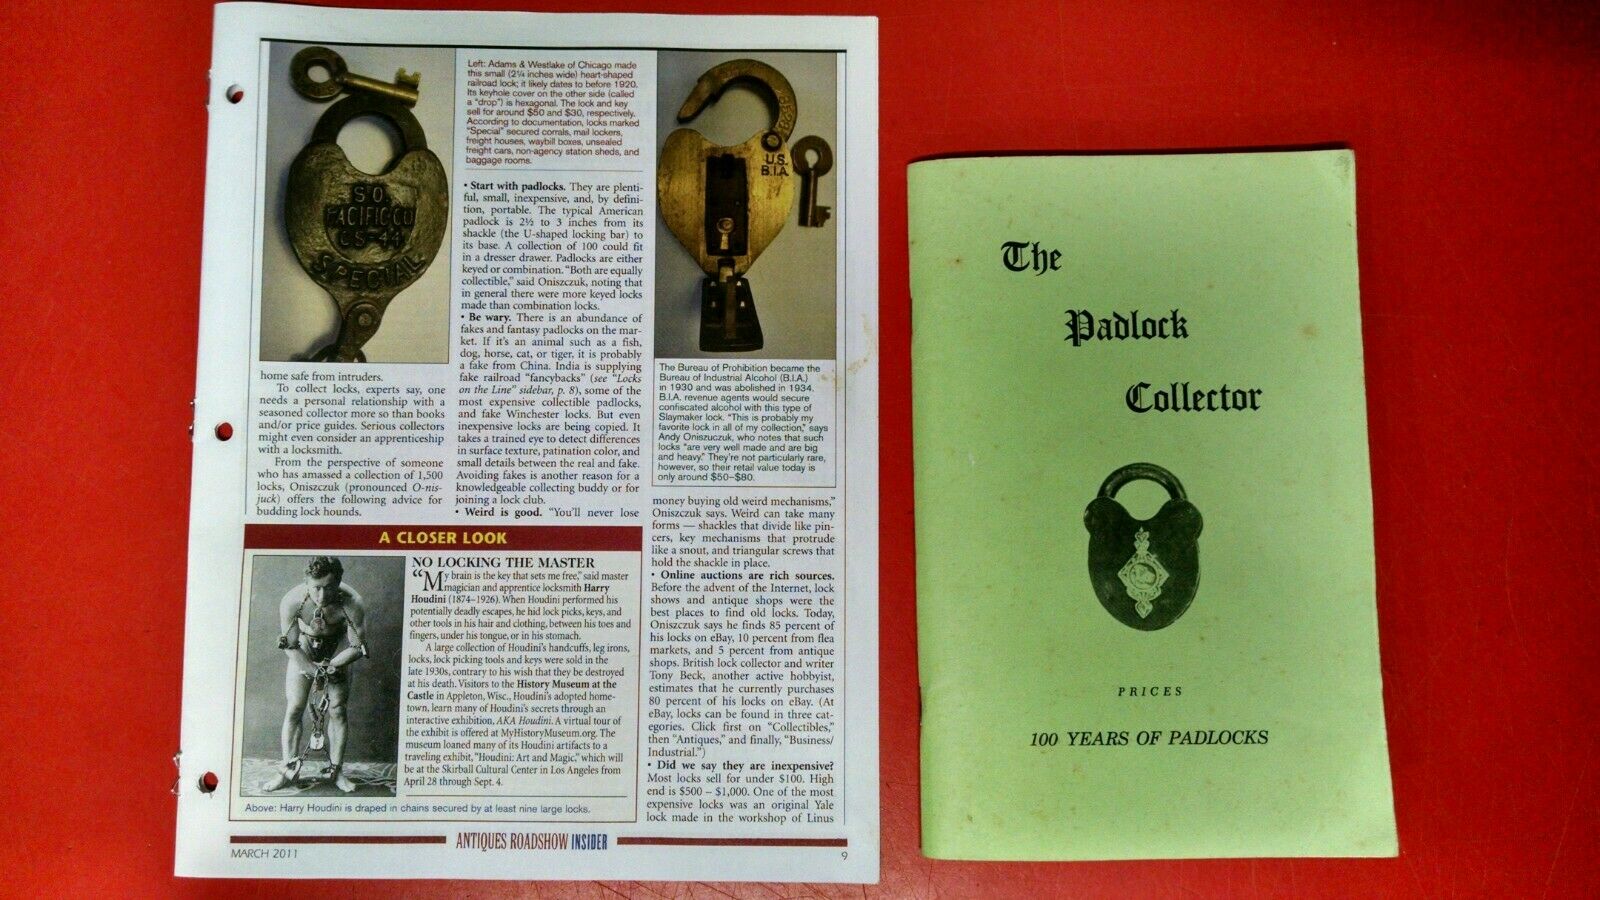 SO.
PACIFIC CO
CS-44
SPECIAL
Left: Adams & Westlake of Chicago made
this small (2¼ inches wide) heart-shaped
railroad lock; it likely dates to before 1920.
Its keyhole cover on the other side (called
a "drop") is hexagonal. The lock and key
sell for around $50 and $30, respectively.
According to documentation, locks marked
"Special" secured corrals, mail lockers,
freight houses, waybill boxes, unsealed
freight cars, non-agency station sheds, and
baggage rooms.
U.S.
B.I.A.
home safe from intruders.
To collect locks, experts say, one
needs a personal relationship with a
seasoned collector more so than books
and/or price guides. Serious collectors
might even consider an apprenticeship
with a locksmith.
From the perspective of someone
who has amassed a collection of 1,500
locks, Oniszczuk (pronounced O-nis-
juck) offers the following advice for
budding lock hounds.
• Start with padlocks. They are plenti-
ful, small, inexpensive, and, by defini-
tion, portable. The typical American
padlock is 2½ to 3 inches from its
shackle (the U-shaped locking bar) to
its base. A collection of 100 could fit
in a dresser drawer. Padlocks are either
keyed or combination. "Both are equally
collectible," said Oniszczuk, noting that
in general there were more keyed locks
made than combination locks.
• Be wary. There is an abundance of
fakes and fantasy padlocks on the mar-
ket. If it's an animal such as a fish,
dog, horse, cat, or tiger, it is probably
a fake from China. India is supplying
fake railroad "fancybacks" (see "Locks
on the Line" sidebar, p. 8), some of the
most expensive collectible padlocks,
and fake Winchester locks. But even
inexpensive locks are being copied. It
takes a trained eye to detect differences
in surface texture, patination color, and
small details between the real and fake.
Avoiding fakes is another reason for a
knowledgeable collecting buddy or for
joining a lock club.
• Weird is good. "You'll never lose
The Bureau of Prohibition became the
Bureau of Industrial Alcohol (B.I.A.)
in 1930 and was abolished in 1934.
B.I.A. revenue agents would secure
confiscated alcohol with this type of
Slaymaker lock. "This is probably my
favorite lock in all of my collection," says
Andy Oniszuczuk, who notes that such
locks "are very well made and are big
and heavy." They're not particularly rare,
however, so their retail value today is
only around $50–$80.
money buying old weird mechanisms,"
Oniszczuk says. Weird can take many
forms — shackles that divide like pin-
cers, key mechanisms that protrude
like a snout, and triangular screws that
hold the shackle in place.
• Online auctions are rich sources.
Before the advent of the Internet, lock
shows and antique shops were the
best places to find old locks. Today,
Oniszczuk says he finds 85 percent of
his locks on eBay, 10 percent from flea
markets, and 5 percent from antique
shops. British lock collector and writer
Tony Beck, another active hobbyist,
estimates that he currently purchases
80 percent of his locks on eBay. (At
eBay, locks can be found in three cat-
egories. Click first on "Collectibles,"
then "Antiques," and finally, "Business/
Industrial.")
• Did we say they are inexpensive?
Most locks sell for under $100. High
end is $500 – $1,000. One of the most
expensive locks was an original Yale
lock made in the workshop of Linus
A CLOSER LOOK
NO LOCKING THE MASTER
"My brain is the key that sets me free," said master
magician and apprentice locksmith Harry
Houdini (1874–1926). When Houdini performed his
potentially deadly escapes, he hid lock picks, keys, and
other tools in his hair and clothing, between his toes and
fingers, under his tongue, or in his stomach.
A large collection of Houdini's handcuffs, leg irons,
locks, lock picking tools and keys were sold in the
late 1930s, contrary to his wish that they be destroyed
at his death. Visitors to the History Museum at the
Castle in Appleton, Wisc., Houdini's adopted home-
town, learn many of Houdini's secrets through an
interactive exhibition, AKA Houdini. A virtual tour of
the exhibit is offered at MyHistoryMuseum.org. The
museum loaned many of its Houdini artifacts to a
traveling exhibit, "Houdini: Art and Magic," which will
be at the Skirball Cultural Center in Los Angeles from
April 28 through Sept. 4.
Above: Harry Houdini is draped in chains secured by at least nine large locks.
ANTIQUES ROADSHOW INSIDER
MARCH 2011
9
The
Padlock
Collector
PRICES
100 YEARS OF PADLOCKS